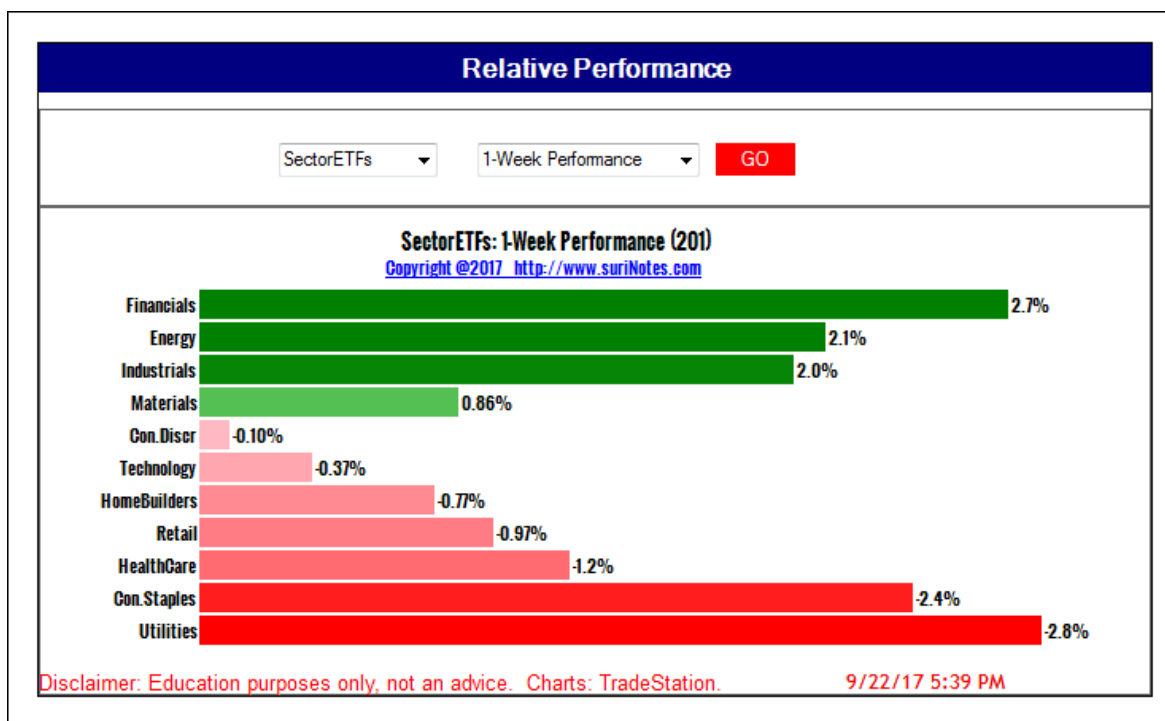 Relative Performance
SectorETFs 1-Week Performance GO
SectorETFs: 1-Week Performance (201)
Copyright @2017 http://www.suriNotes.com
Financials 2.7%
Energy 2.1%
Industrials 2.0%
Materials 0.86%
Con.Discr -0.10%
Technology -0.37%
HomeBuilders -0.77%
Retail -0.97%
HealthCare -1.2%
Con.Staples -2.4%
Utilities -2.8%
Disclaimer: Education purposes only, not an advice. Charts: TradeStation. 9/22/17 5:39 PM